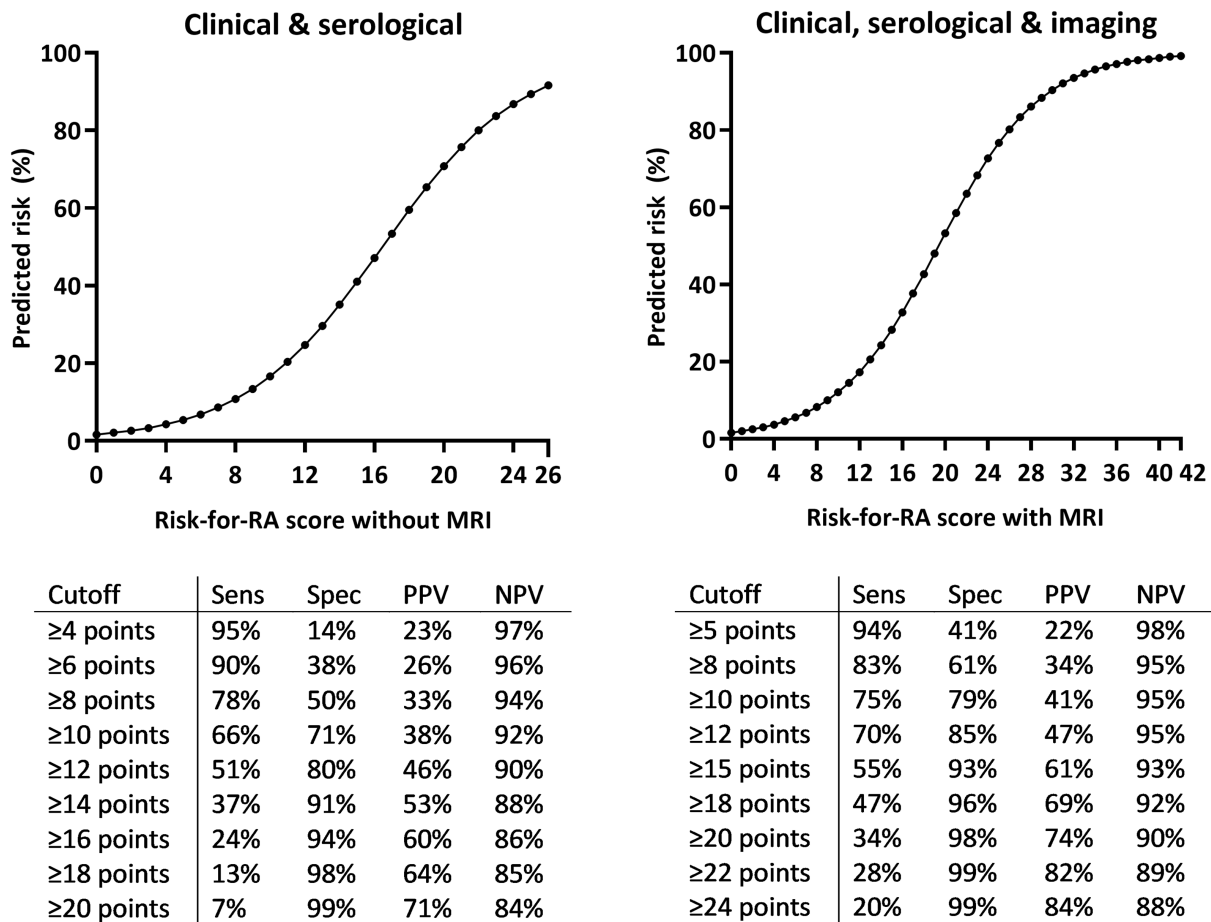 Clinical & serological
100
80
60
40
20
0
Predicted risk (%)
0 4 8 12 16 20 24 26
Risk-for-RA score without MRI
Clinical, serological & imaging
100
80
60
40
20
0
Predicted risk (%)
0 4 8 12 16 20 24 28 32 36 40 42
Risk-for-RA score with MRI
Cutoff Sens Spec PPV NPV
≥4 points 95% 14% 23% 97%
≥6 points 90% 38% 26% 96%
≥8 points 78% 50% 33% 94%
≥10 points 66% 71% 38% 92%
≥12 points 51% 80% 46% 90%
≥14 points 37% 91% 53% 88%
≥16 points 24% 94% 60% 86%
≥18 points 13% 98% 64% 85%
≥20 points 7% 99% 71% 84%
Cutoff Sens Spec PPV NPV
≥5 points 94% 41% 22% 98%
≥8 points 83% 61% 34% 95%
≥10 points 75% 79% 41% 95%
≥12 points 70% 85% 47% 95%
≥15 points 55% 93% 61% 93%
≥18 points 47% 96% 69% 92%
≥20 points 34% 98% 74% 90%
≥22 points 28% 99% 82% 89%
≥24 points 20% 99% 84% 88%